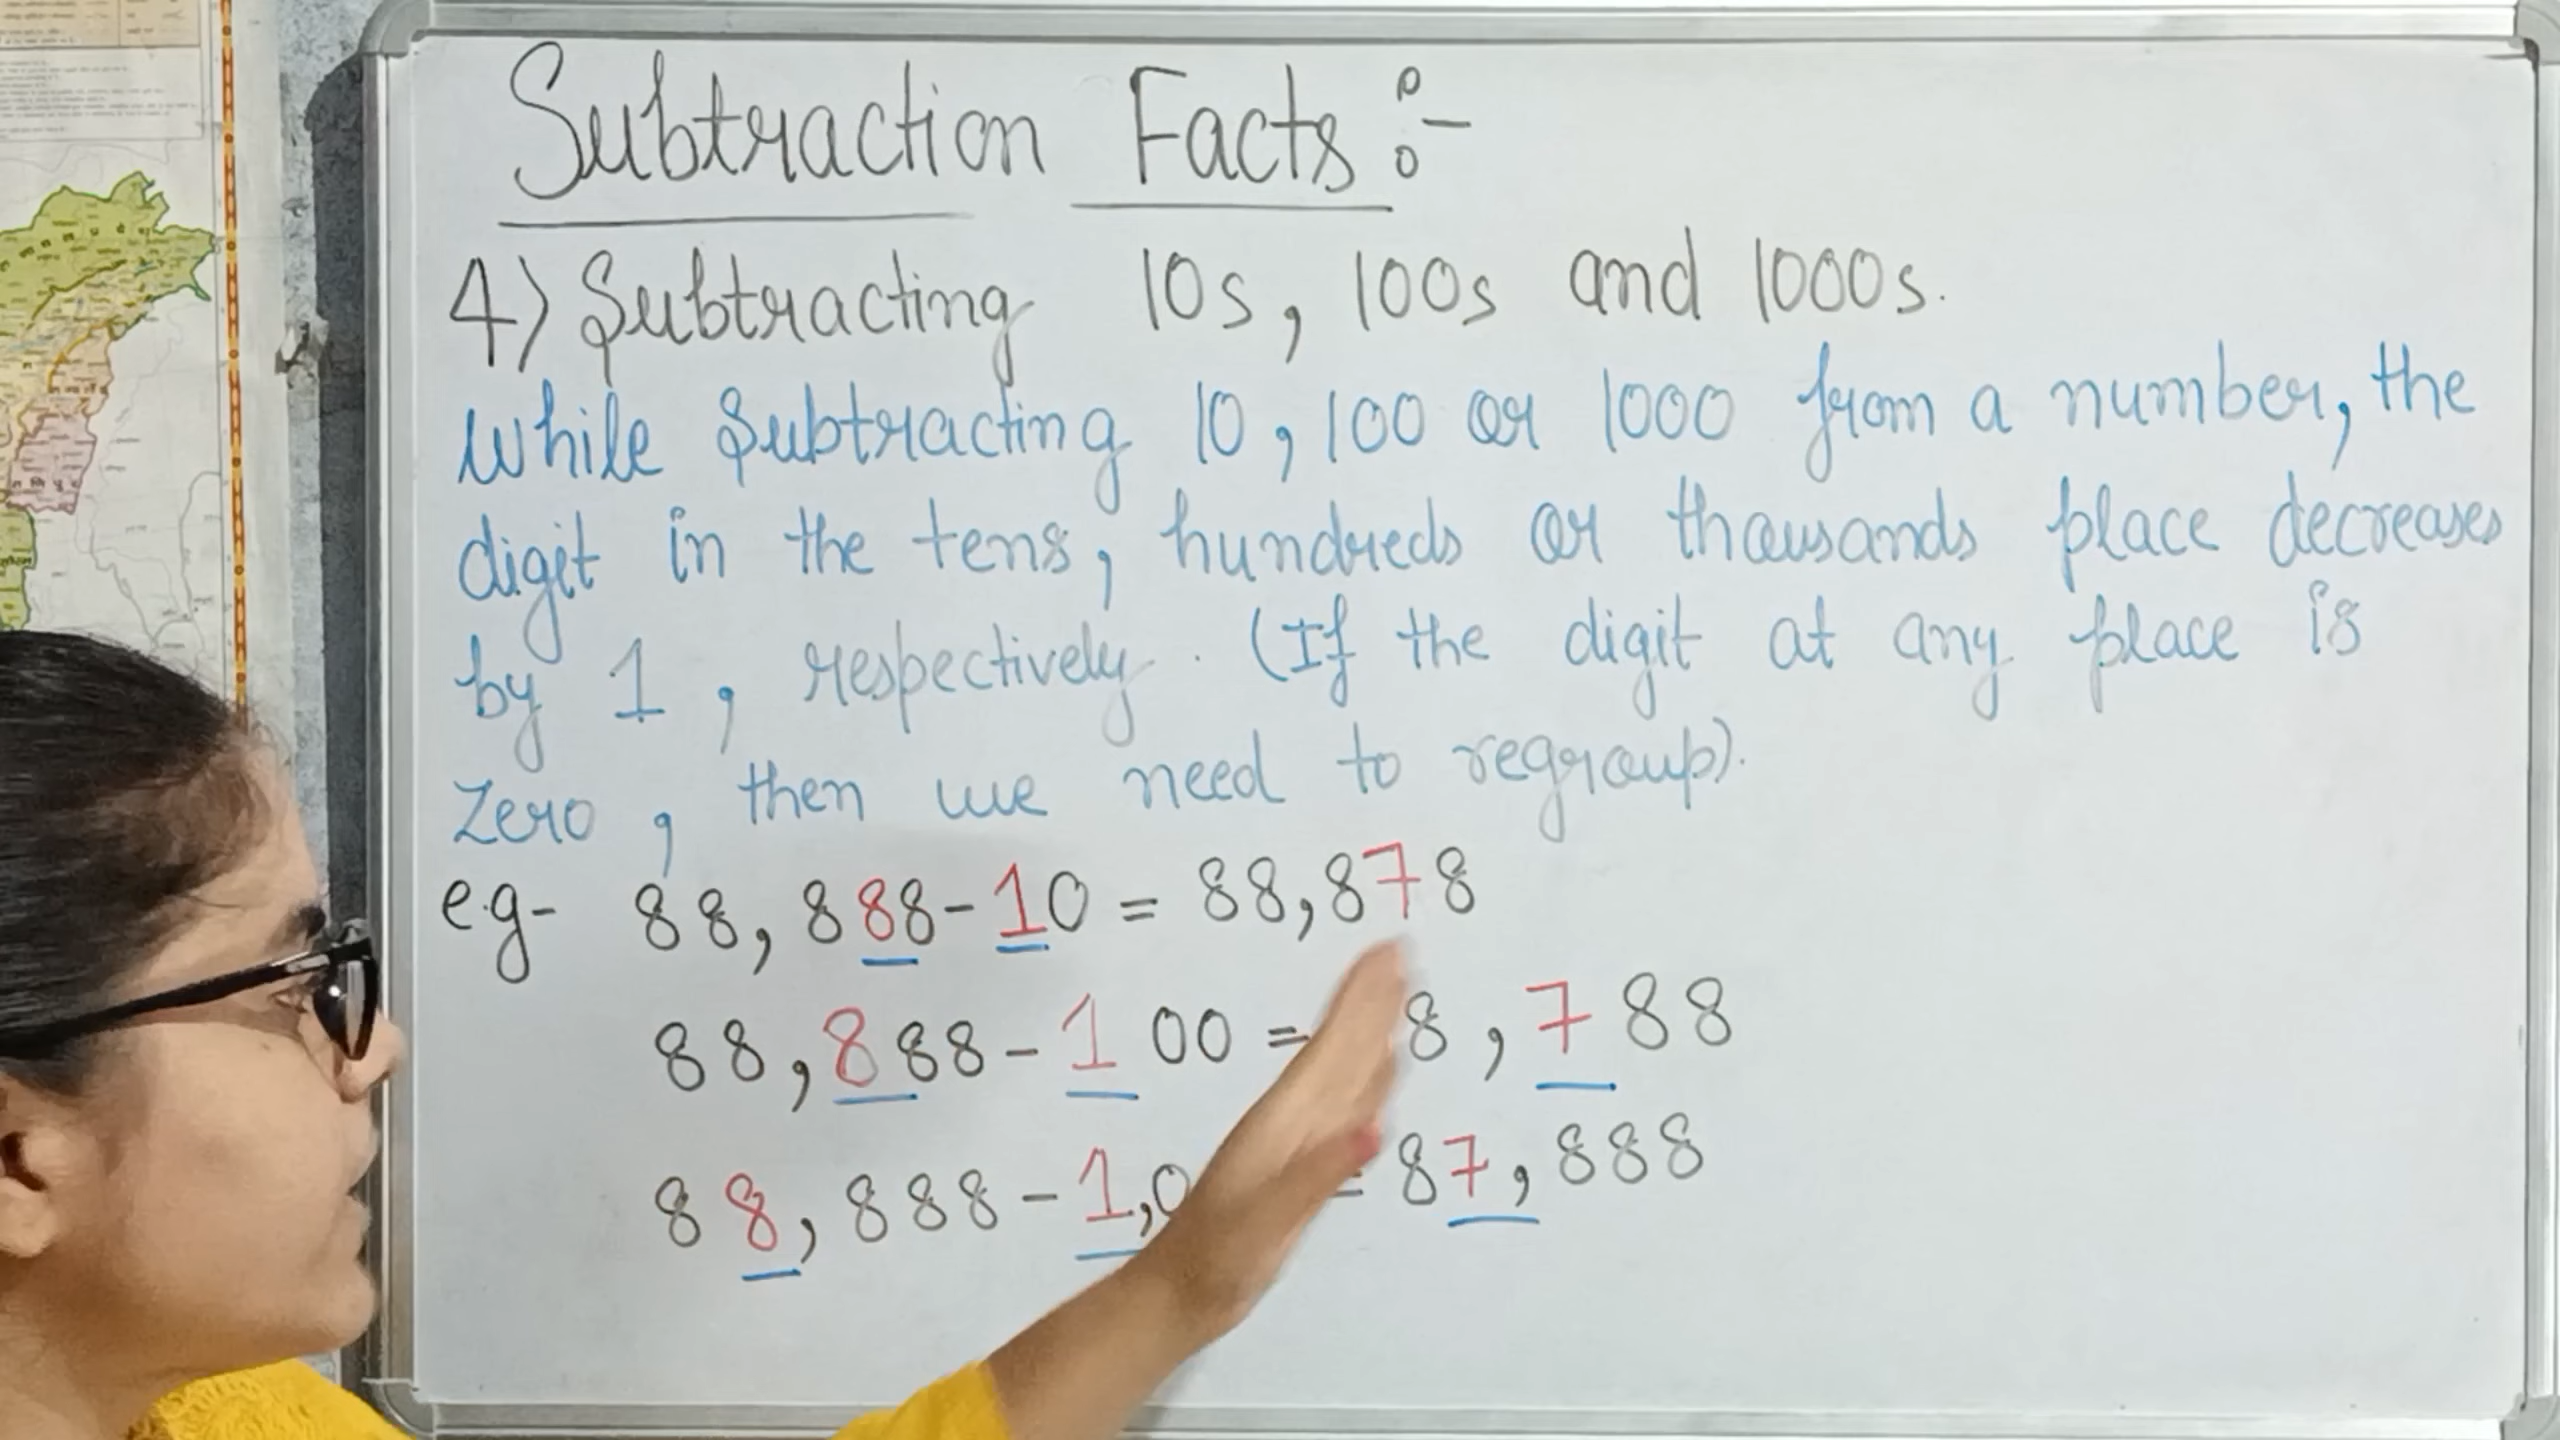 Subtraction Facts :-
4) Subtracting 10s, 100s and 1000s.
While Subtracting 10, 100 or 1000 from a number, the
digit in the tens, hundreds or thousands place decreases
by 1, respectively. (If the digit at any place is
Zero, then we need to regroup).
e.g- 88,888-10 = 88,878
88,888-100 = 8,788
88,888-1,0 = 87,888